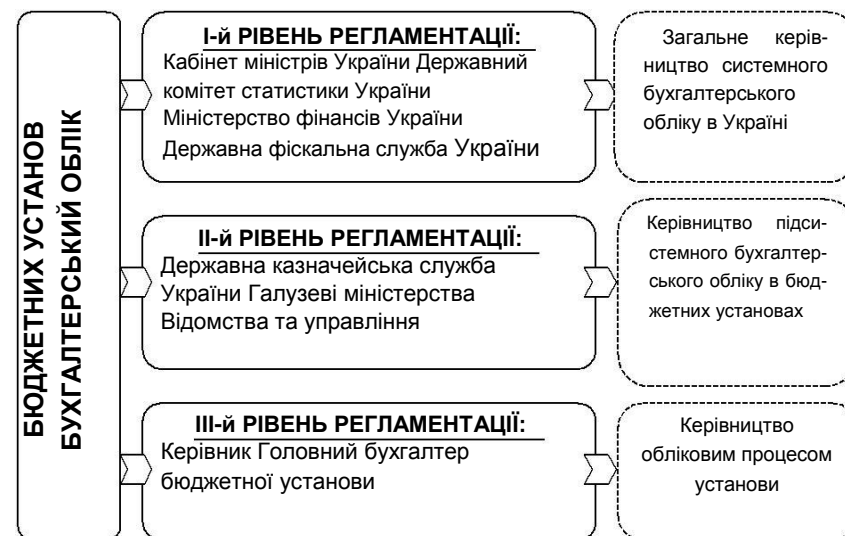 БЮДЖЕТНИХ УСТАНОВ
БУХГАЛТЕРСЬКИЙ ОБЛІК
І-й РІВЕНЬ РЕГЛАМЕНТАЦІЇ:
Кабінет міністрів України Державний
комітет статистики України
Міністерство фінансів України
Державна фіскальна служба України
Загальне керів-
ництво системного
бухгалтерського
обліку в Україні
ІІ-й РІВЕНЬ РЕГЛАМЕНТАЦІЇ:
Державна казначейська служба
України Галузеві міністерства
Відомства та управління
Керівництво підси-
стемного бухгалтер-
ського обліку в бюд-
жетних установах
ІІІ-й РІВЕНЬ РЕГЛАМЕНТАЦІЇ:
Керівник Головний бухгалтер
бюджетної установи
Керівництво
обліковим процесом
установи